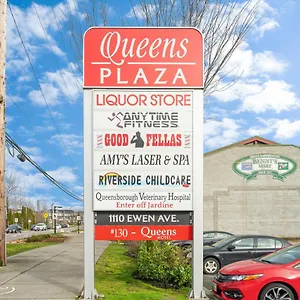 Queens
PLAZA
LIQUOR STORE
ANYTIME
FITNESS
GOOD FELLAS
AMY'S LASER & SPA
RIVERSIDE CHILDCARE
Queensborough VETERINARY HOSPITAL
Enter off Jardine
1110 EWEN AVE.
#130 - QUEENS